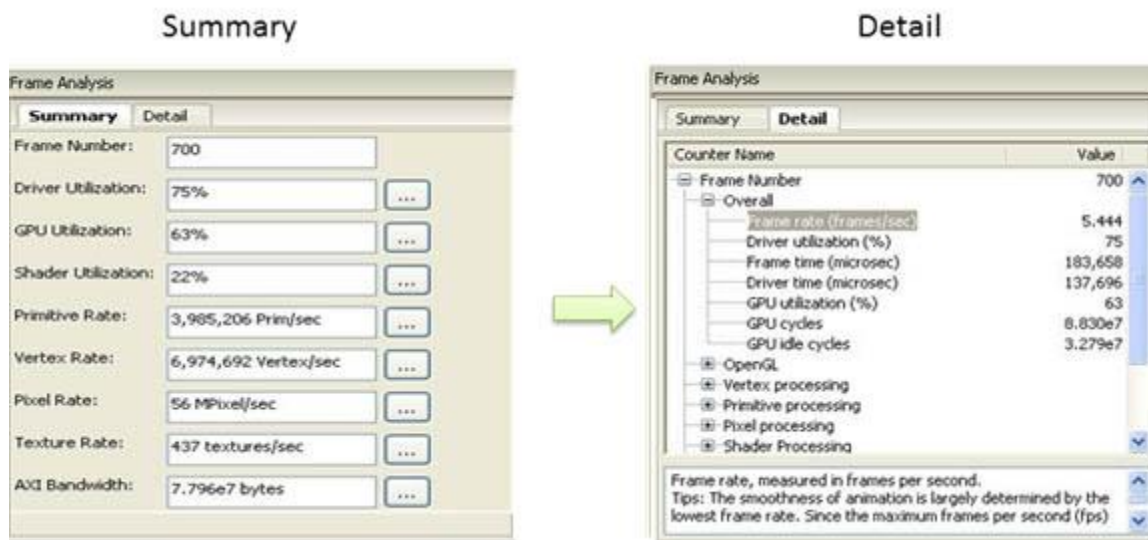 Summary
Detail
Frame Analysis
Summary Detail
Frame Number: 700
Driver Utilization: 75% ...
GPU Utilization: 63% ...
Shader Utilization: 22% ...
Primitive Rate: 3,985,206 Prim/sec ...
Vertex Rate: 6,974,692 Vertex/sec ...
Pixel Rate: 56 MPixel/sec ...
Texture Rate: 437 textures/sec ...
AXI Bandwidth: 7.796e7 bytes ...
Frame Analysis
Summary Detail
Counter Name Value
Frame Number 700
Overall
Frame rate (frames/sec) 5.444
Driver utilization (%) 75
Frame time (microsec) 183,658
Driver time (microsec) 137,696
GPU utilization (%) 63
GPU cycles 8.830e7
GPU idle cycles 3.279e7
OpenGL
Vertex processing
Primitive processing
Pixel processing
Shader Processing
Frame rate, measured in frames per second.
Tips: The smoothness of animation is largely determined by the
lowest frame rate. Since the maximum frames per second (fps)